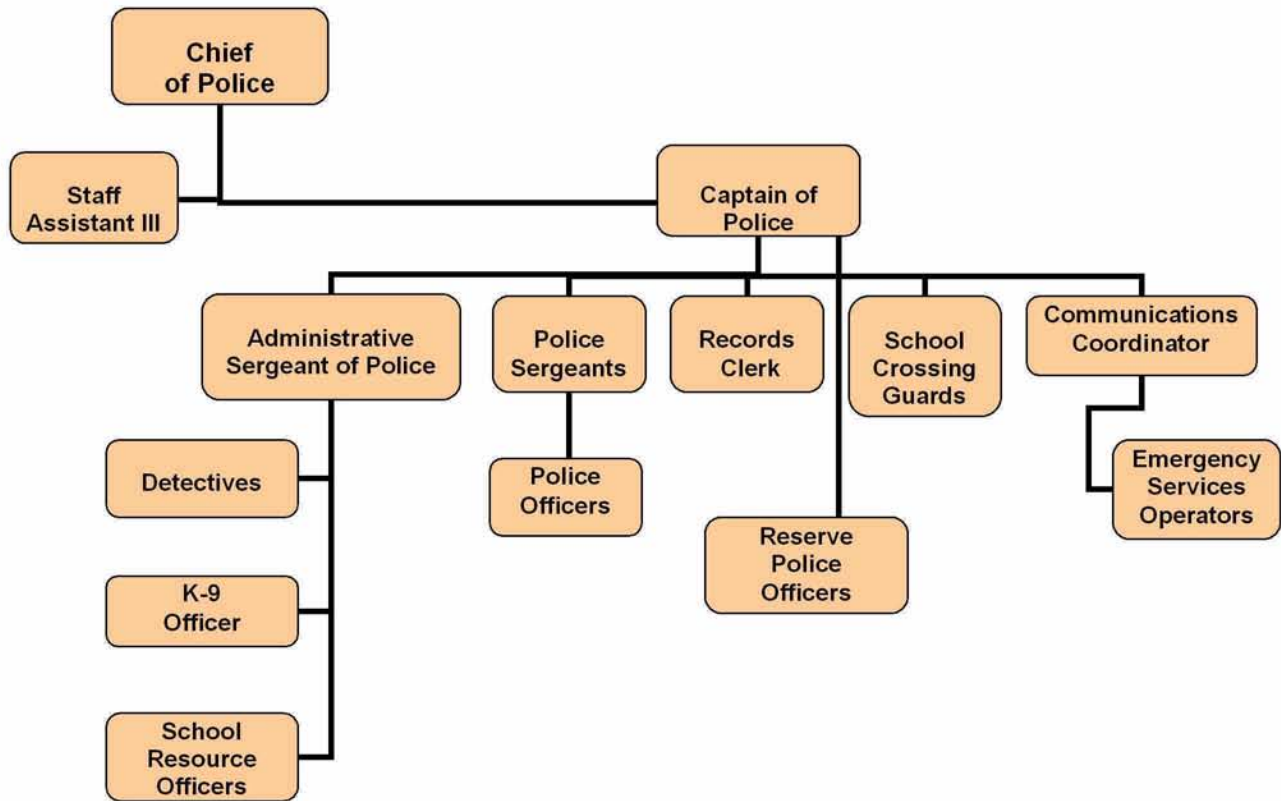 Chief
of Police
Staff
Assistant III
Captain of
Police
Administrative
Sergeant of Police
Police
Sergeants
Records
Clerk
School
Crossing
Guards
Communications
Coordinator
Detectives
Police
Officers
Emergency
Services
Operators
Reserve
Police
Officers
K-9
Officer
School
Resource
Officers